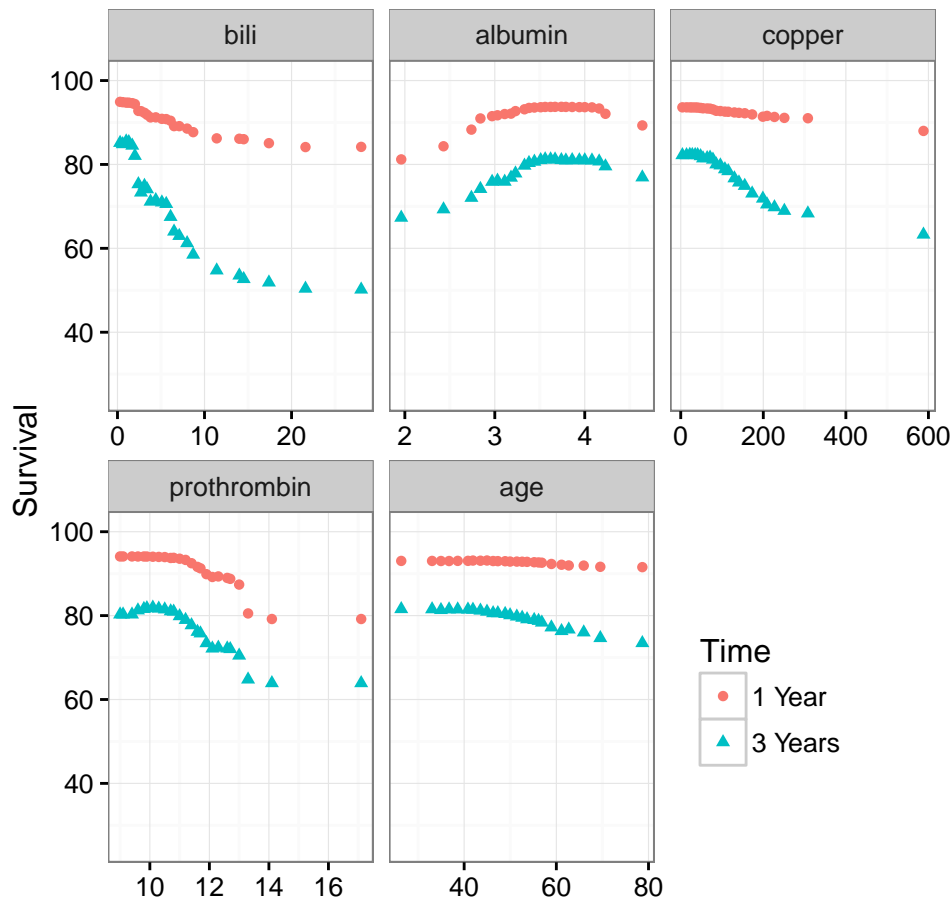 bili albumin copper
100
80
60
40
0 10 20 2 3 4 0 200 400 600
Survival
prothrombin age
100
80
60
40
10 12 14 16 40 60 80
Time
1 Year
3 Years